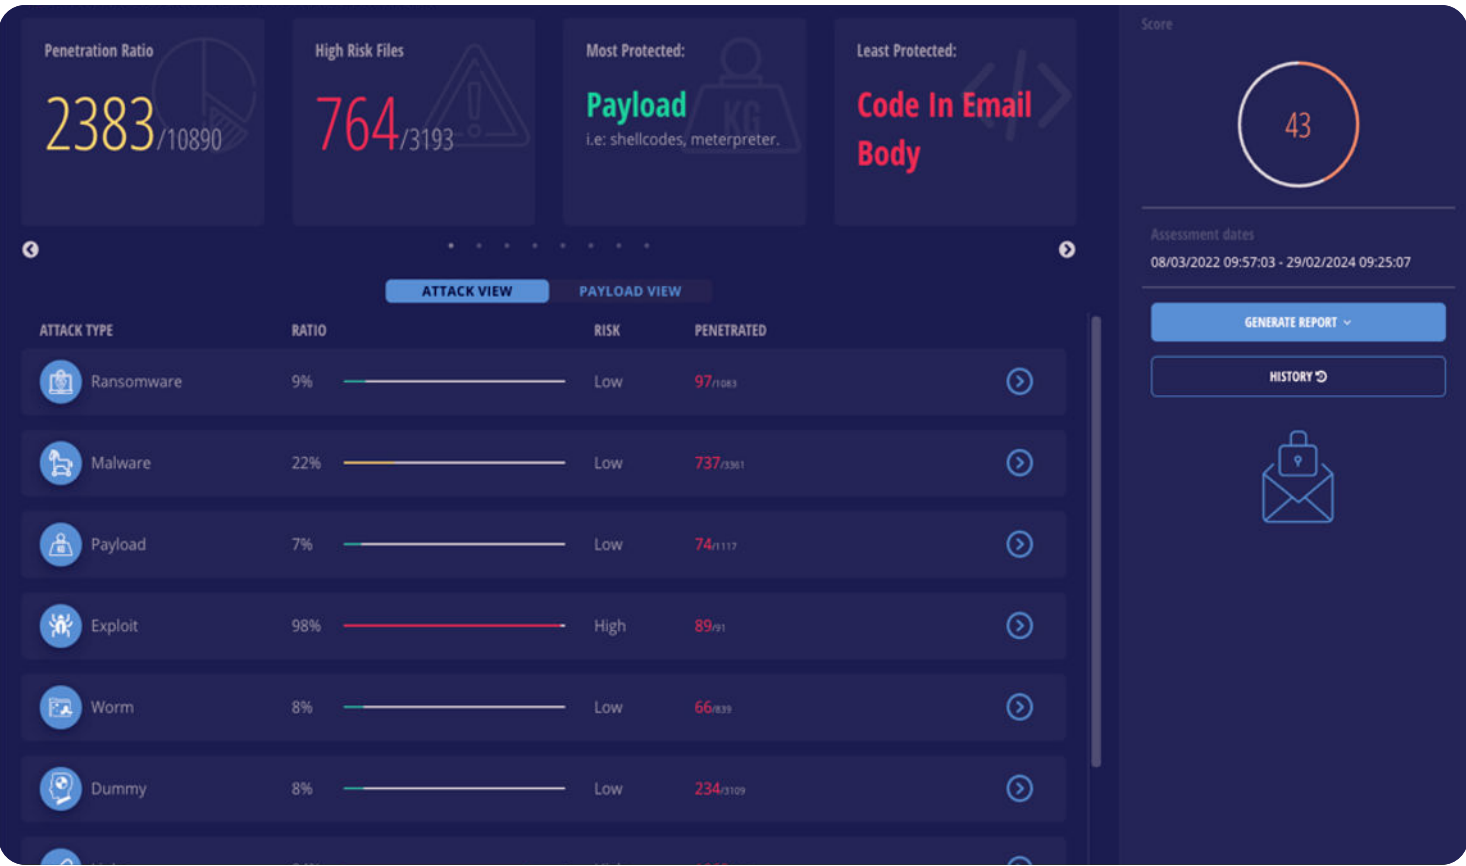 Penetration Ratio
2383/10890
High Risk Files
764/3193
Most Protected:
Payload
i.e: shellcodes, meterpreter.
KG
Least Protected:
Code In Email
Body
Score
43
Assessment dates
08/03/2022 09:57:03 - 29/02/2024 09:25:07
GENERATE REPORT
HISTORY
ATTACK VIEW PAYLOAD VIEW
ATTACK TYPE RATIO RISK PENETRATED
Ransomware 9% Low 97/1083
Malware 22% Low 737/3361
Payload 7% Low 74/1117
Exploit 98% High 89/91
Worm 8% Low 66/839
Dummy 8% Low 234/3109